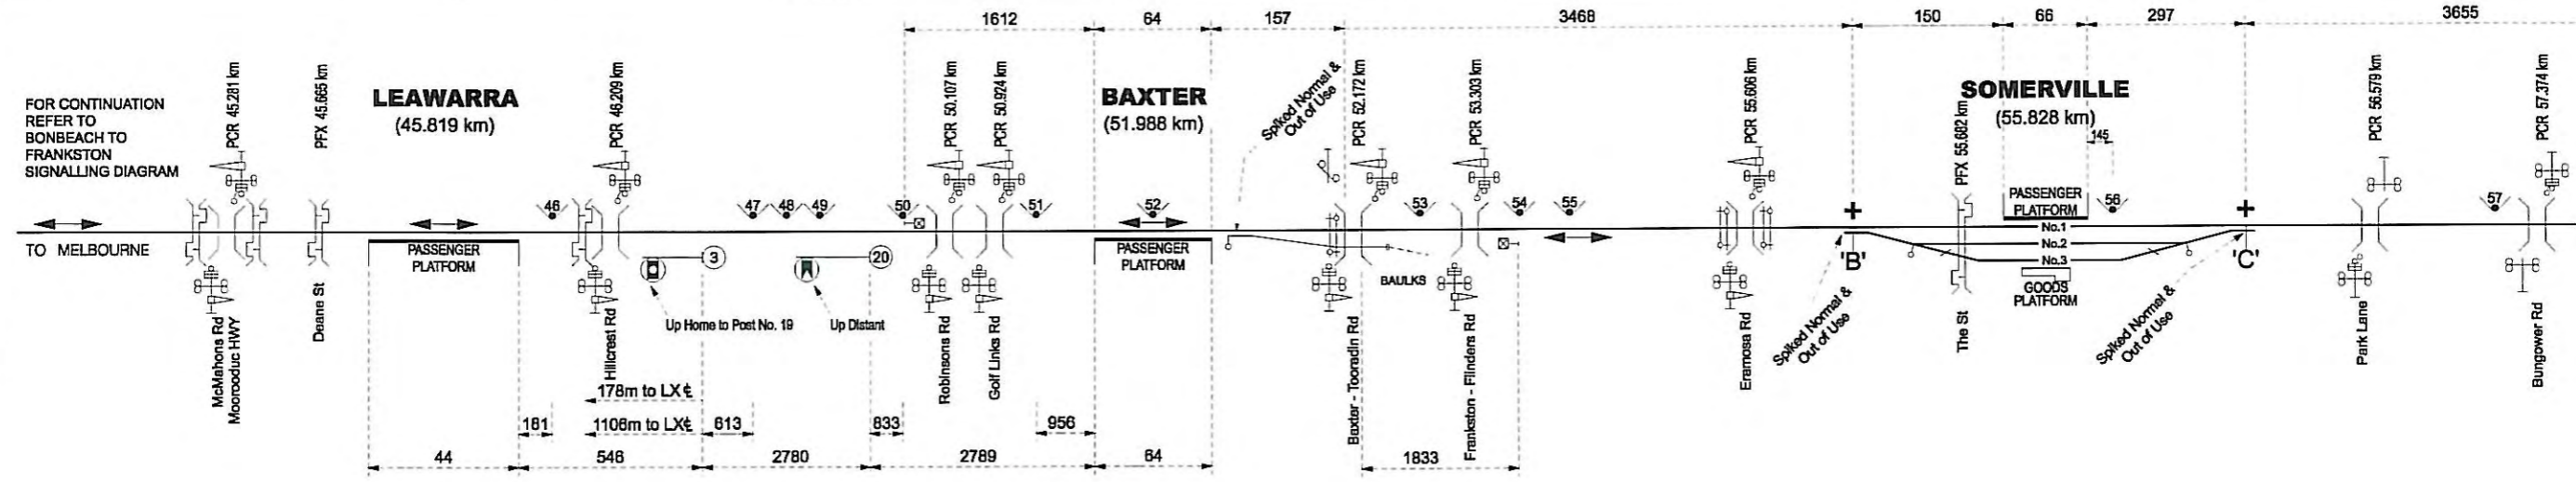 1612
64
157
3468
150
66
297
3655
FOR CONTINUATION
REFER TO
BONBEACH TO
FRANKSTON
SIGNALLING DIAGRAM
PCR 45.281 km
PFX 45.665 km
LEAWARRA
(45.819 km)
PCR 46.209 km
PCR 50.107 km
PCR 50.924 km
BAXTER
(51.988 km)
Spiked Normal &
Out of Use
PCR 52.172 km
PCR 53.303 km
PCR 55.606 km
PFX 55.682 km
SOMERVILLE
(55.828 km)
145
PCR 56.579 km
PCR 57.374 km
46
47
48
49
50
51
52
53
54
55
56
57
TO MELBOURNE
PASSENGER
PLATFORM
3
20
PASSENGER
PLATFORM
BAULKS
PASSENGER
PLATFORM
No.1
No.2
No.3
GOODS
PLATFORM
'B'
'C'
McMahons Rd
Moorooduc HWY
Deane St
Hillcrest Rd
Up Home to Post No. 19
Up Distant
Robinsons Rd
Golf Links Rd
Baxter - Tooradin Rd
Frankston - Flinders Rd
Eramosa Rd
Spiked Normal &
Out of Use
The St
Spiked Normal &
Out of Use
Park Lane
Bungower Rd
178m to LX℄
181
1106m to LX℄
613
833
956
44
546
2780
2789
64
1833